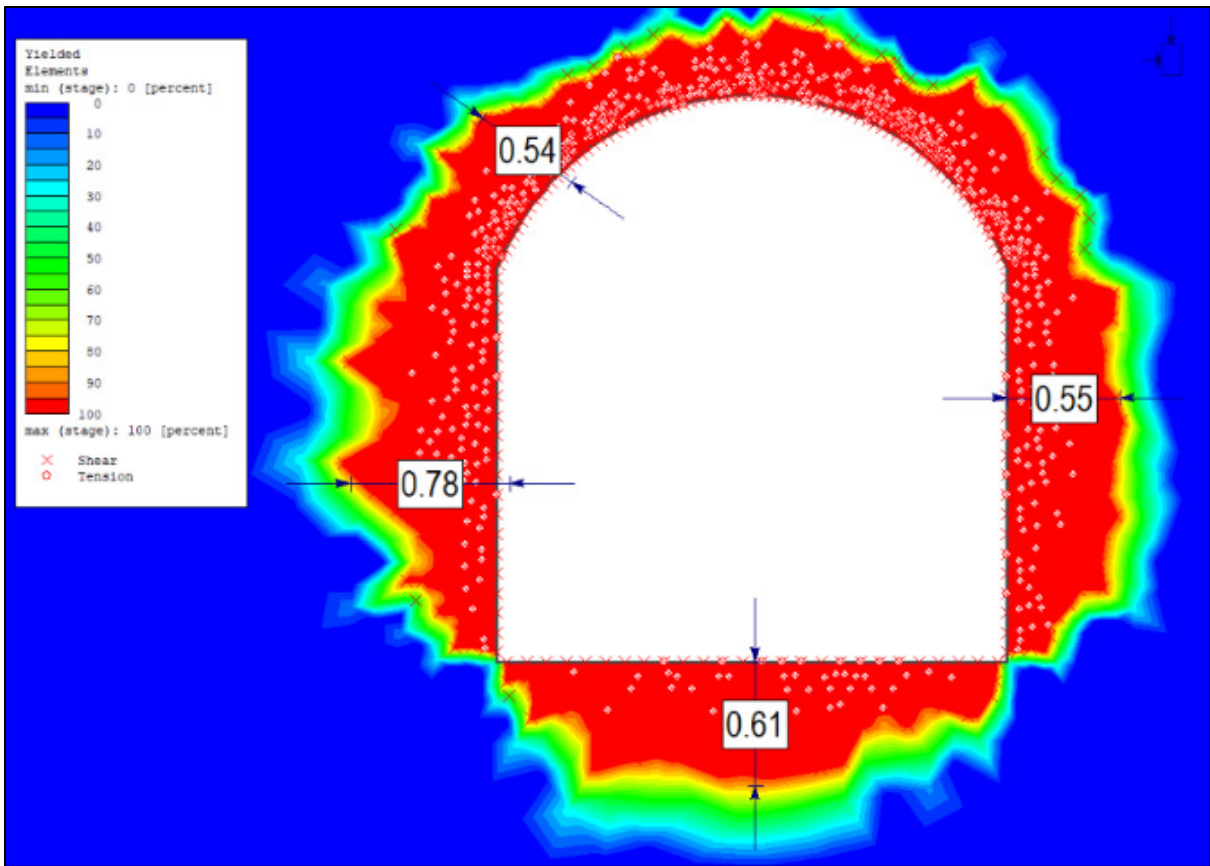 Yielded
Elements
min (stage): 0 [percent]
0
10
20
30
40
50
60
70
80
90
100
max (stage): 100 [percent]
Shear
Tension
0.54
0.55
0.78
0.61